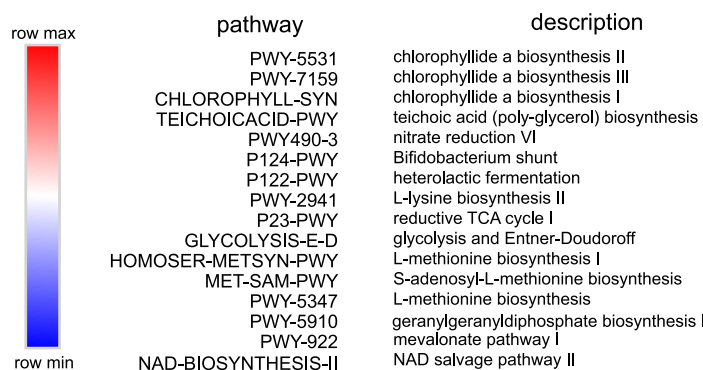 pathway description
row max
PWY-5531 chlorophyllide a biosynthesis II
PWY-7159 chlorophyllide a biosynthesis III
CHLOROPHYLL-SYN chlorophyllide a biosynthesis I
TEICHOICACID-PWY teichoic acid (poly-glycerol) biosynthesis
PWY490-3 nitrate reduction VI
P124-PWY Bifidobacterium shunt
P122-PWY heterolactic fermentation
PWY-2941 L-lysine biosynthesis II
P23-PWY reductive TCA cycle I
GLYCOLYSIS-E-D glycolysis and Entner-Doudoroff
HOMOSER-METSYN-PWY L-methionine biosynthesis I
MET-SAM-PWY S-adenosyl-L-methionine biosynthesis
PWY-5347 L-methionine biosynthesis
PWY-5910 geranylgeranyldiphosphate biosynthesis I
PWY-922 mevalonate pathway I
NAD-BIOSYNTHESIS-II NAD salvage pathway II
row min